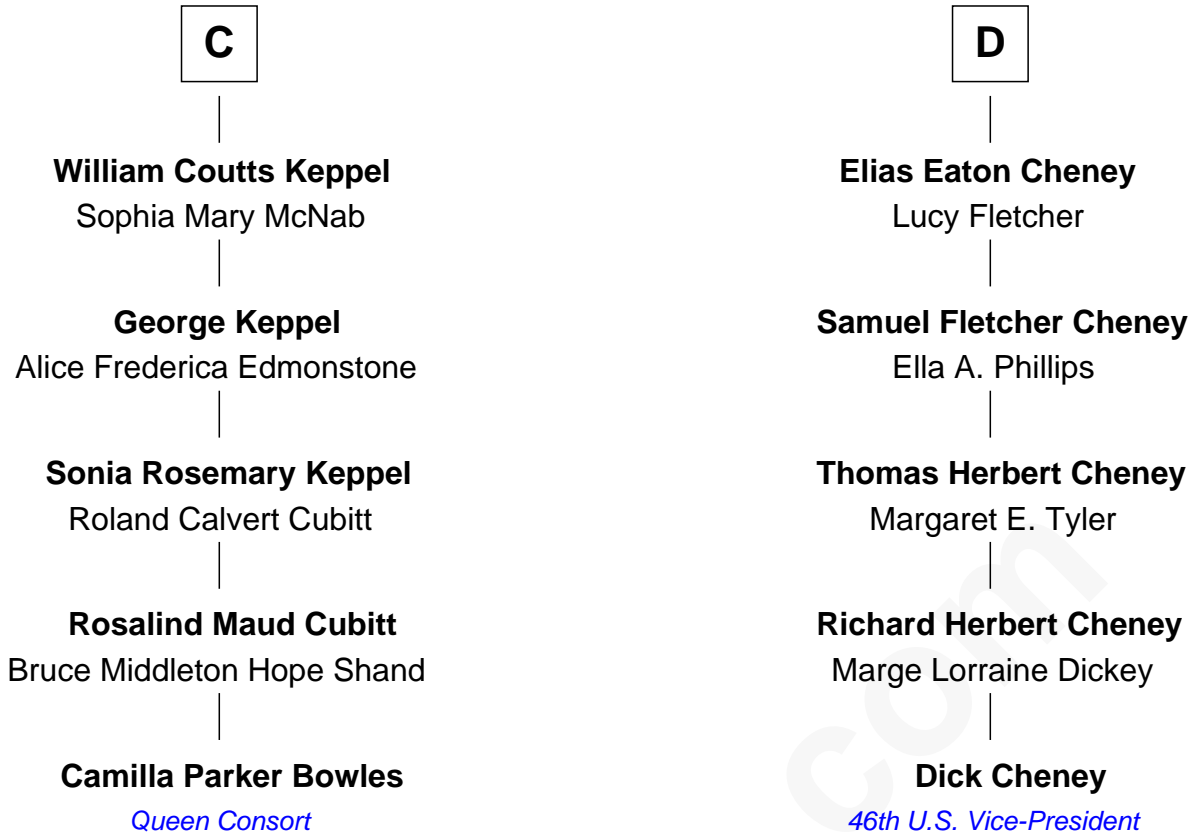 C
William Coutts Keppel
Sophia Mary McNab
George Keppel
Alice Frederica Edmonstone
Sonia Rosemary Keppel
Roland Calvert Cubitt
Rosalind Maud Cubitt
Bruce Middleton Hope Shand
Camilla Parker Bowles
Queen Consort
D
Elias Eaton Cheney
Lucy Fletcher
Samuel Fletcher Cheney
Ella A. Phillips
Thomas Herbert Cheney
Margaret E. Tyler
Richard Herbert Cheney
Marge Lorraine Dickey
Dick Cheney
46th U.S. Vice-President
com